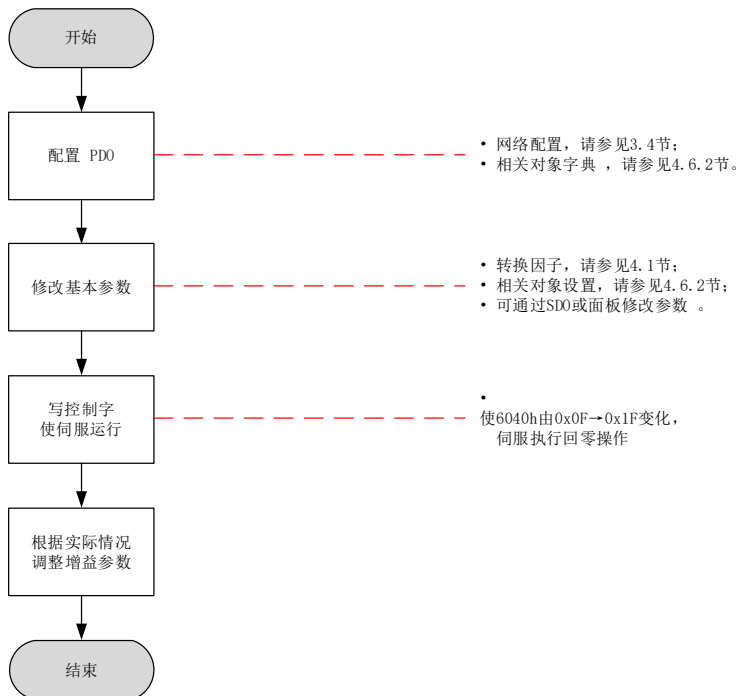 开始
配置 PDO
• 网络配置，请参见3.4节；
• 相关对象字典 ，请参见4.6.2节。
修改基本参数
• 转换因子，请参见4.1节；
• 相关对象设置，请参见4.6.2节；
• 可通过SDO或面板修改参数 。
写控制字
使伺服运行
•
使6040h由0x0F→0x1F变化，
伺服执行回零操作
根据实际情况
调整增益参数
结束